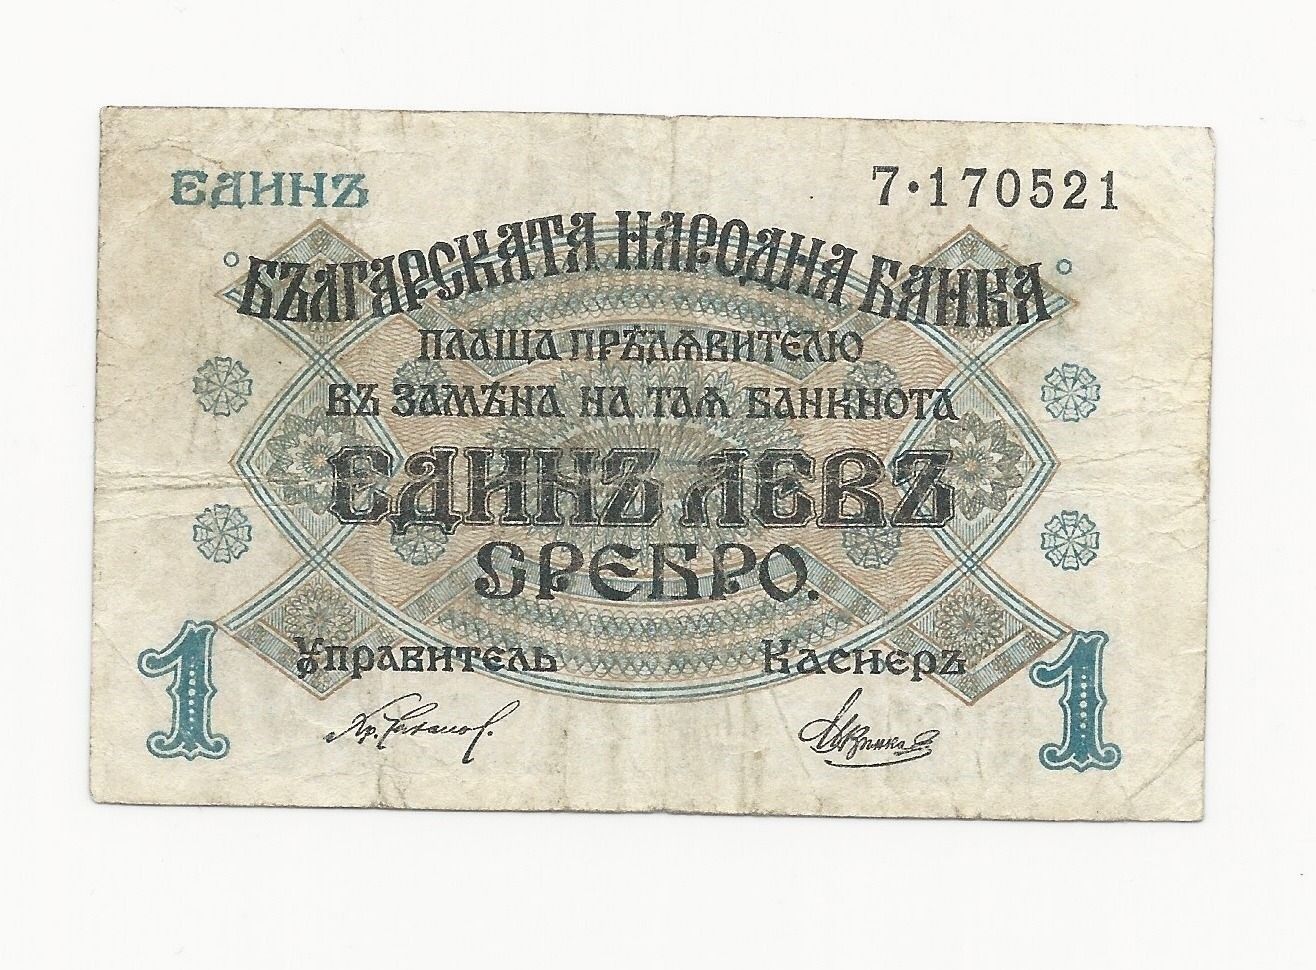 ЕДИНЪ
7•170521
БЪЛГАРСКАТА НАРОДНА БАНКА
ПЛАЩА ПРѢДЯВИТЕЛЮ
ВЪ ЗАМѢНА НА ТАЯ БАНКНОТА
ЕДИНЪ ЛЕВЪ
СРЕБРО.
Управитель Касиеръ
1 1